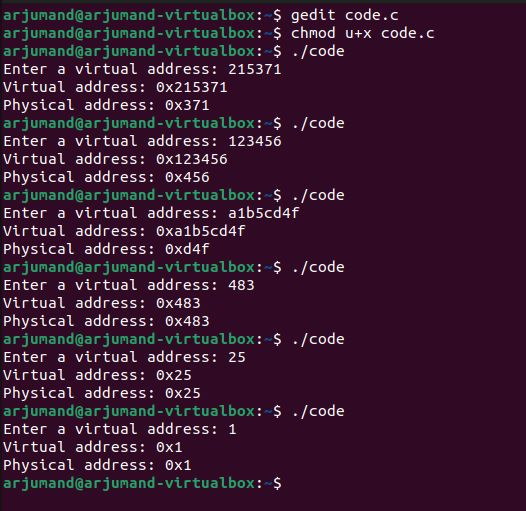 arjumand@arjumand-virtualbox:~$ gedit code.c
arjumand@arjumand-virtualbox:~$ chmod u+x code.c
arjumand@arjumand-virtualbox:~$ ./code
Enter a virtual address: 215371
Virtual address: 0x215371
Physical address: 0x371
arjumand@arjumand-virtualbox:~$ ./code
Enter a virtual address: 123456
Virtual address: 0x123456
Physical address: 0x456
arjumand@arjumand-virtualbox:~$ ./code
Enter a virtual address: a1b5cd4f
Virtual address: 0xa1b5cd4f
Physical address: 0xd4f
arjumand@arjumand-virtualbox:~$ ./code
Enter a virtual address: 483
Virtual address: 0x483
Physical address: 0x483
arjumand@arjumand-virtualbox:~$ ./code
Enter a virtual address: 25
Virtual address: 0x25
Physical address: 0x25
arjumand@arjumand-virtualbox:~$ ./code
Enter a virtual address: 1
Virtual address: 0x1
Physical address: 0x1
arjumand@arjumand-virtualbox:~$